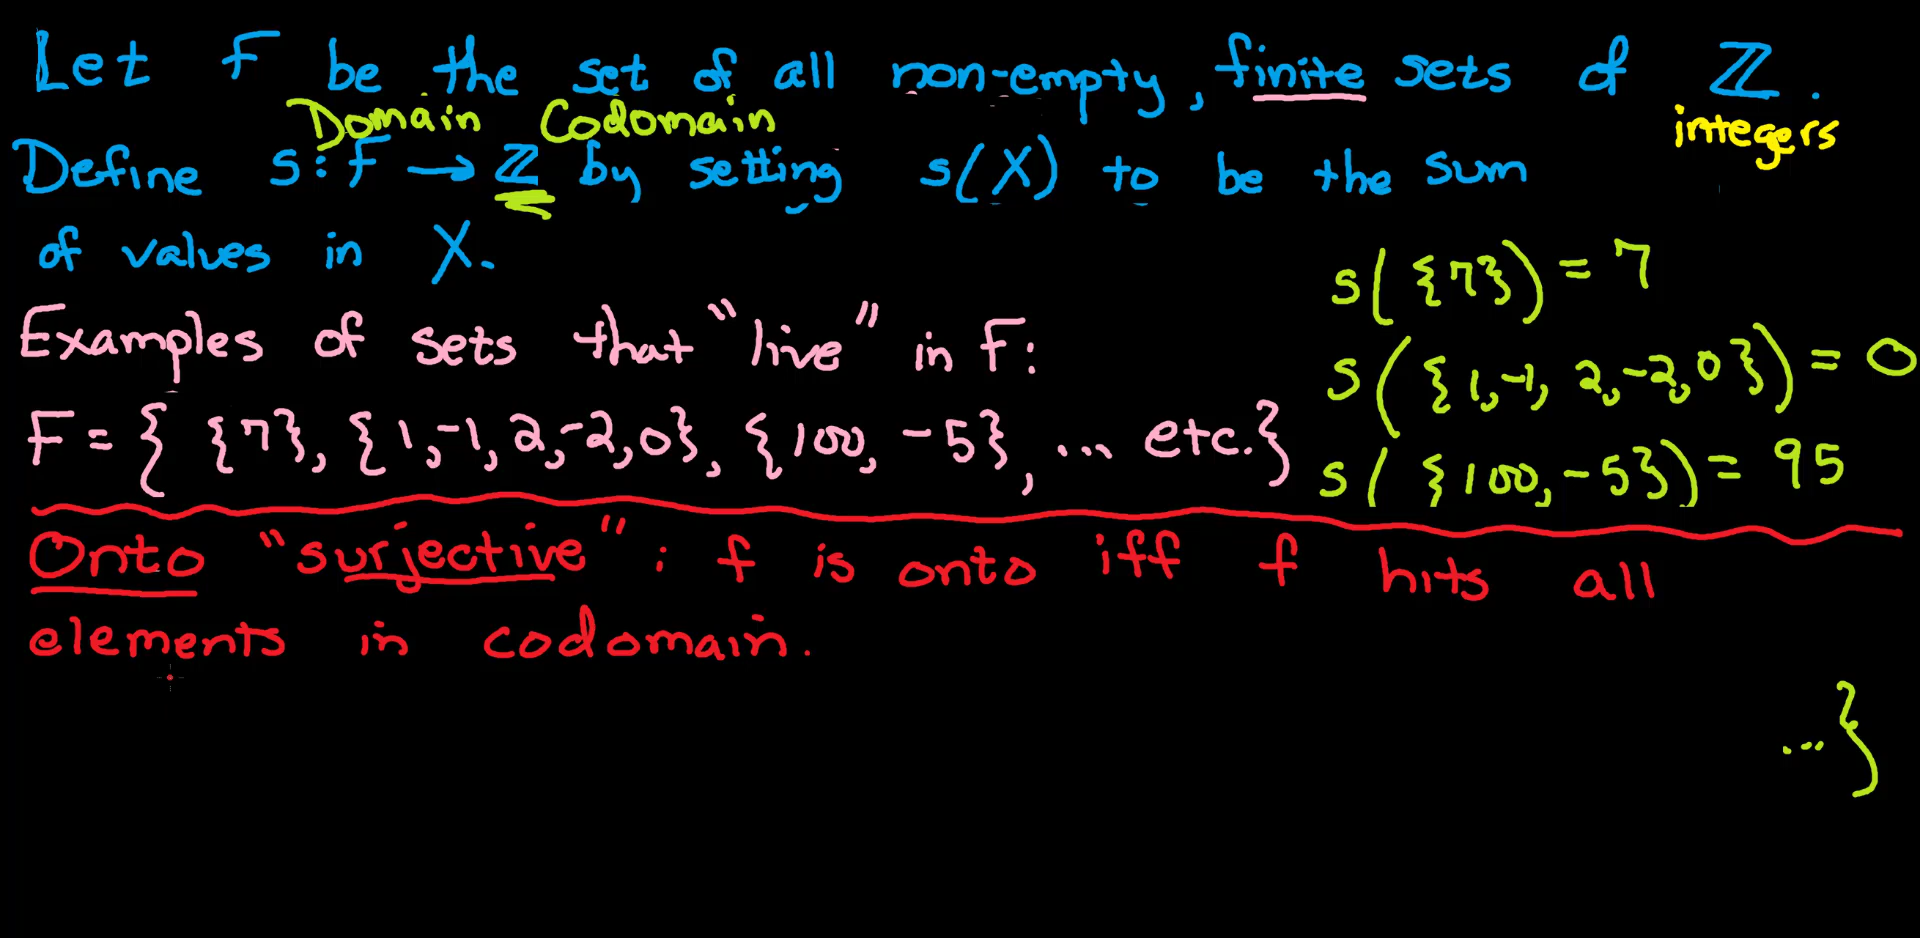 Let F be the set of all non-empty, finite sets of ℤ.
Domain Codomain
integers
Define s: F → ℤ by setting s(X) to be the sum
of values in X.
s({7}) = 7
Examples of sets that "live" in F:
s({1,-1, 2,-2,0}) = 0
F = { {7}, {1,-1,2,-2,0}, {100, -5}, ... etc.}
s({100,-5}) = 95
Onto "surjective": f is onto iff f hits all
elements in codomain.
...}